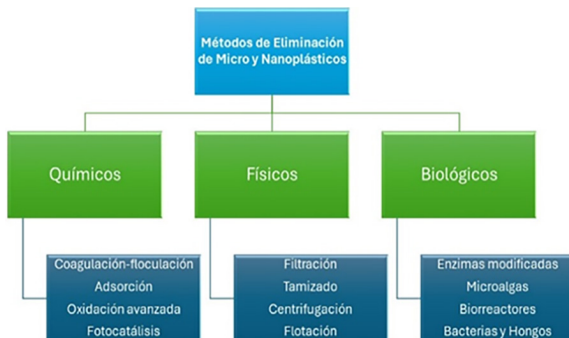 Métodos de Eliminación
de Micro y Nanoplásticos
Químicos
Físicos
Biológicos
Coagulación-floculación
Adsorción
Oxidación avanzada
Fotocatálisis
Filtración
Tamizado
Centrifugación
Flotación
Enzimas modificadas
Microalgas
Biorreactores
Bacterias y Hongos